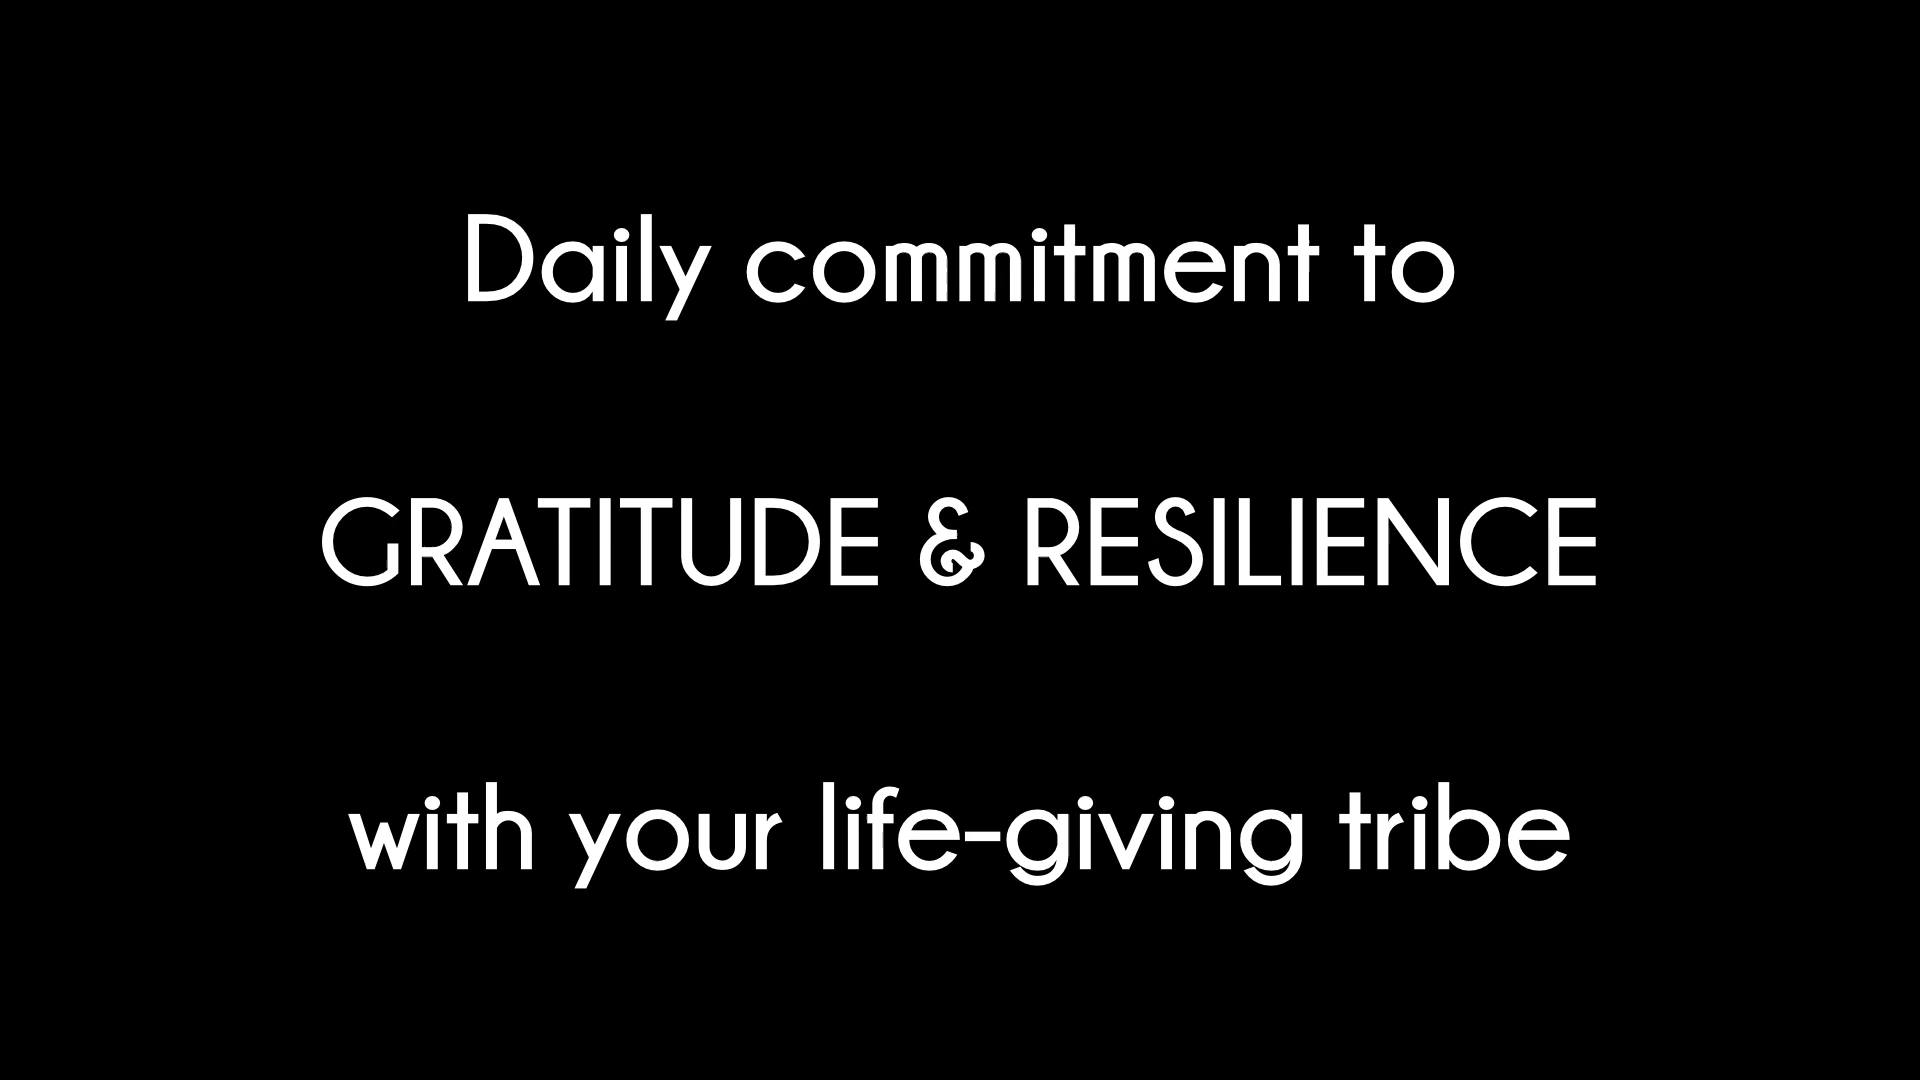 Daily commitment to
GRATITUDE & RESILIENCE
with your life-giving tribe